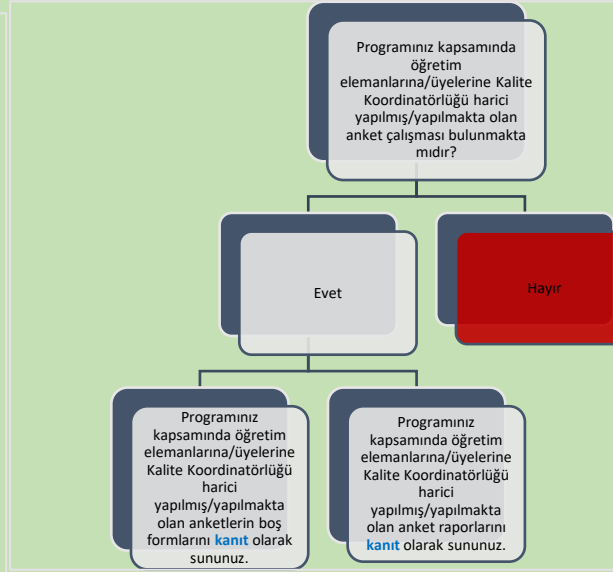 Programınız kapsamında
öğretim
elemanlarına/üyelerine Kalite
Koordinatörlüğü harici
yapılmış/yapılmakta olan
anket çalışması bulunmakta
mıdır?
Evet
Hayır
Programınız
kapsamında öğretim
elemanlarına/üyelerine
Kalite Koordinatörlüğü
harici
yapılmış/yapılmakta
olan anketlerin boş
formlarını kanıt olarak
sununuz.
Programınız
kapsamında öğretim
elemanlarına/üyelerine
Kalite Koordinatörlüğü
harici
yapılmış/yapılmakta
olan anket raporlarını
kanıt olarak sununuz.